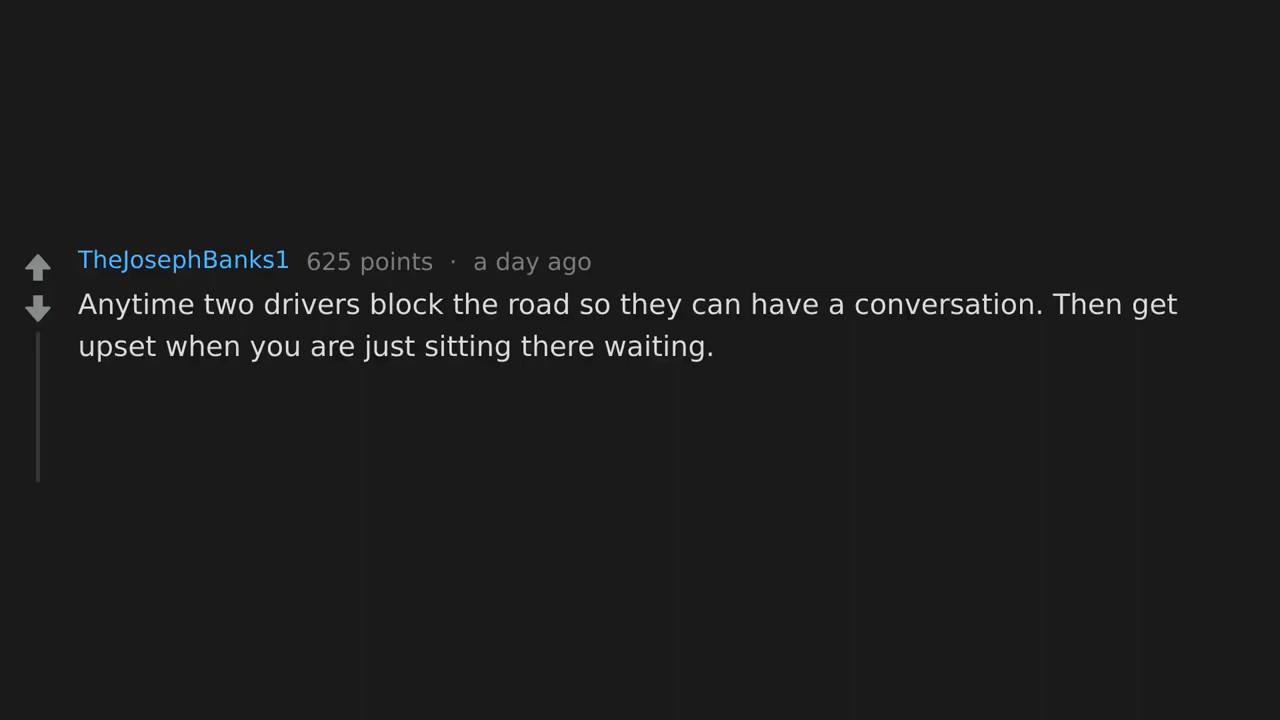 TheJosephBanks1 625 points · a day ago
Anytime two drivers block the road so they can have a conversation. Then get
upset when you are just sitting there waiting.